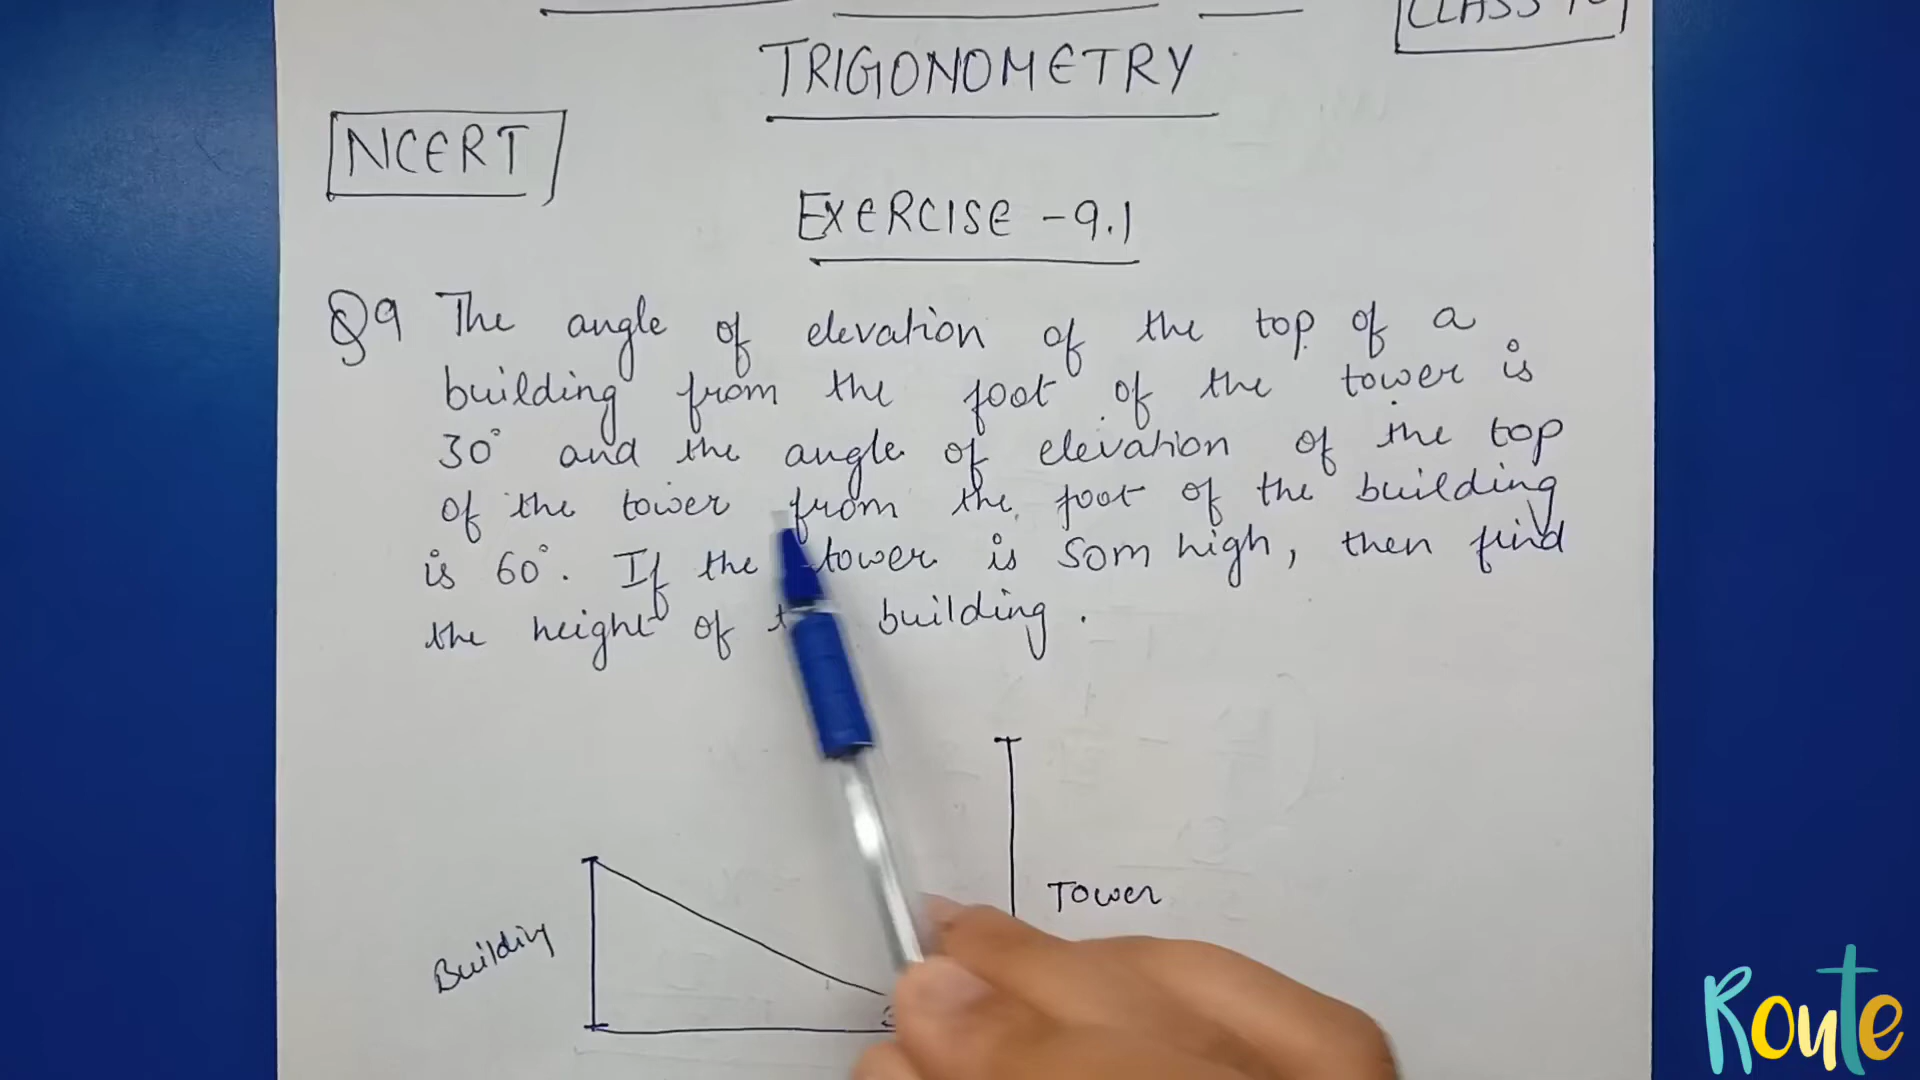 CLASS 10
TRIGONOMETRY
NCERT
EXERCISE - 9.1
Q9 The angle of elevation of the top of a
building from the foot of the tower is
30° and the angle of elevation of the top
of the tower from the foot of the building
is 60°. If the tower is 50m high, then find
the height of building.
Tower
Building
Route